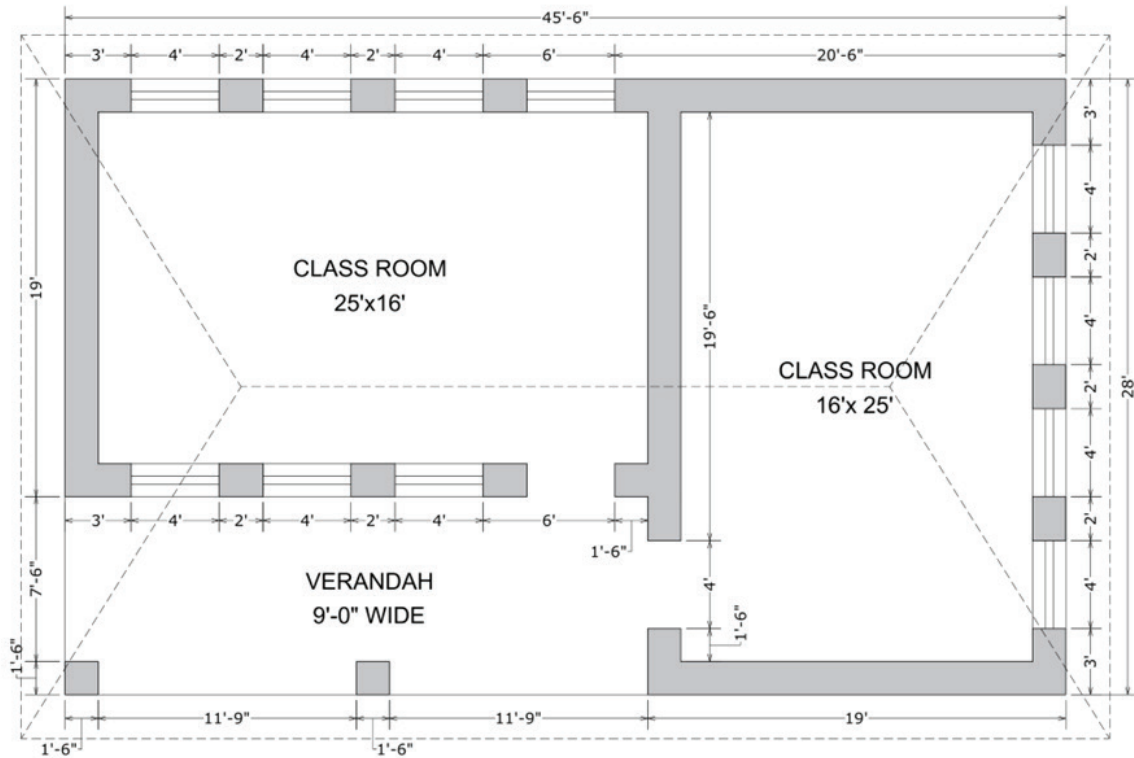 45'-6"
3' 4' 2' 4' 2' 4' 6' 20'-6"
3'
4'
2'
4'
2'
4'
2'
4'
3'
28'
19'
CLASS ROOM
25'x16'
19'-6"
CLASS ROOM
16'x 25'
3' 4' 2' 4' 2' 4' 6'
1'-6"
7'-6"
VERANDAH
9'-0" WIDE
4'
1'-6"
1'-6"
11'-9" 11'-9" 19'
1'-6" 1'-6"